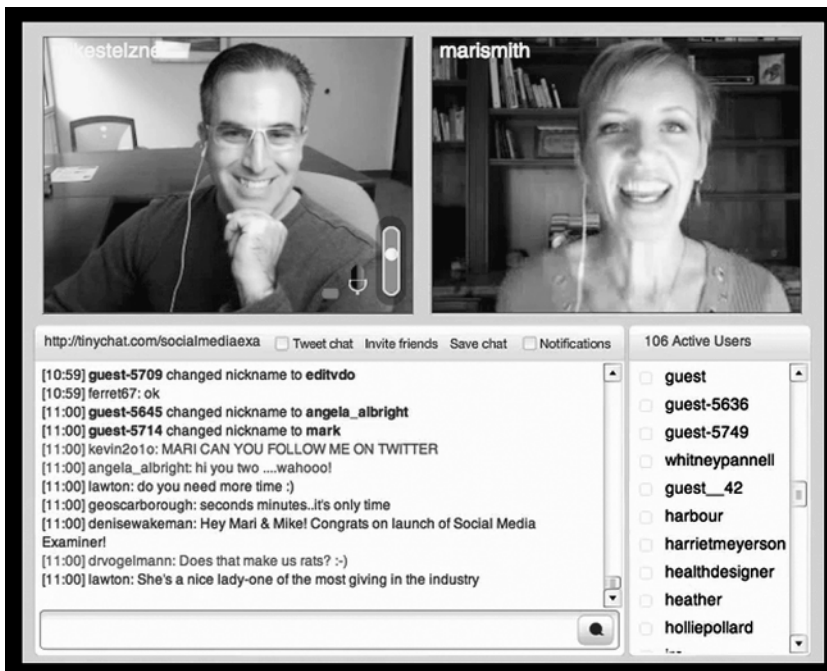 mikestelzne
marismith
http://tinychat.com/socialmediaexa Tweet chat Invite friends Save chat Notifications
106 Active Users
[10:59] guest-5709 changed nickname to editvdo
[10:59] ferret67: ok
[11:00] guest-5645 changed nickname to angela_albright
[11:00] guest-5714 changed nickname to mark
[11:00] kevin2o1o: MARI CAN YOU FOLLOW ME ON TWITTER
[11:00] angela_albright: hi you two ....wahooo!
[11:00] lawton: do you need more time :)
[11:00] geoscarborough: seconds minutes..it's only time
[11:00] denisewakeman: Hey Mari & Mike! Congrats on launch of Social Media
Examiner!
[11:00] drvogelmann: Does that make us rats? :-)
[11:00] lawton: She's a nice lady-one of the most giving in the industry
guest
guest-5636
guest-5749
whitneypannell
guest__42
harbour
harrietmeyerson
healthdesigner
heather
holliepollard